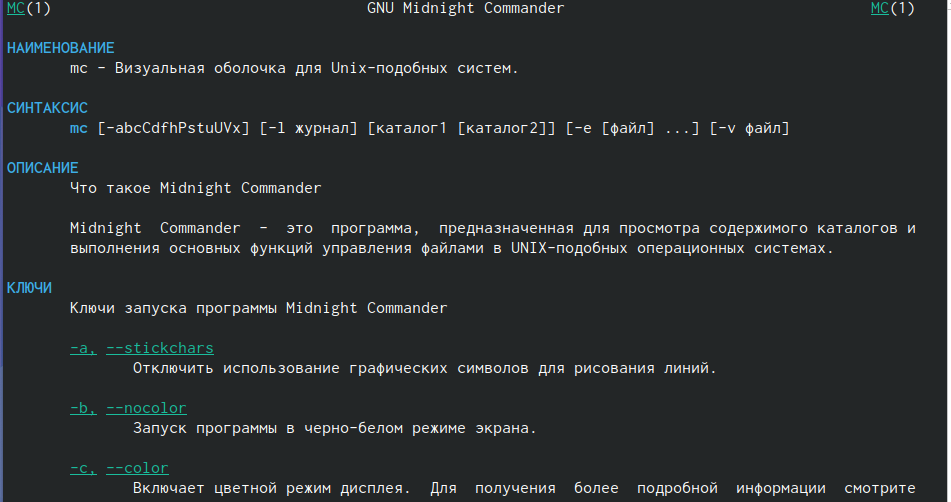 MC(1) GNU Midnight Commander MC(1)
НАИМЕНОВАНИЕ
mc - Визуальная оболочка для Unix-подобных систем.
СИНТАКСИС
mc [-abcCdfhPstuUVx] [-l журнал] [каталог1 [каталог2]] [-e [файл] ...] [-v файл]
ОПИСАНИЕ
Что такое Midnight Commander
Midnight Commander - это программа, предназначенная для просмотра содержимого каталогов и
выполнения основных функций управления файлами в UNIX-подобных операционных системах.
КЛЮЧИ
Ключи запуска программы Midnight Commander
-a, --stickchars
Отключить использование графических символов для рисования линий.
-b, --nocolor
Запуск программы в черно-белом режиме экрана.
-c, --color
Включает цветной режим дисплея. Для получения более подробной информации смотрите